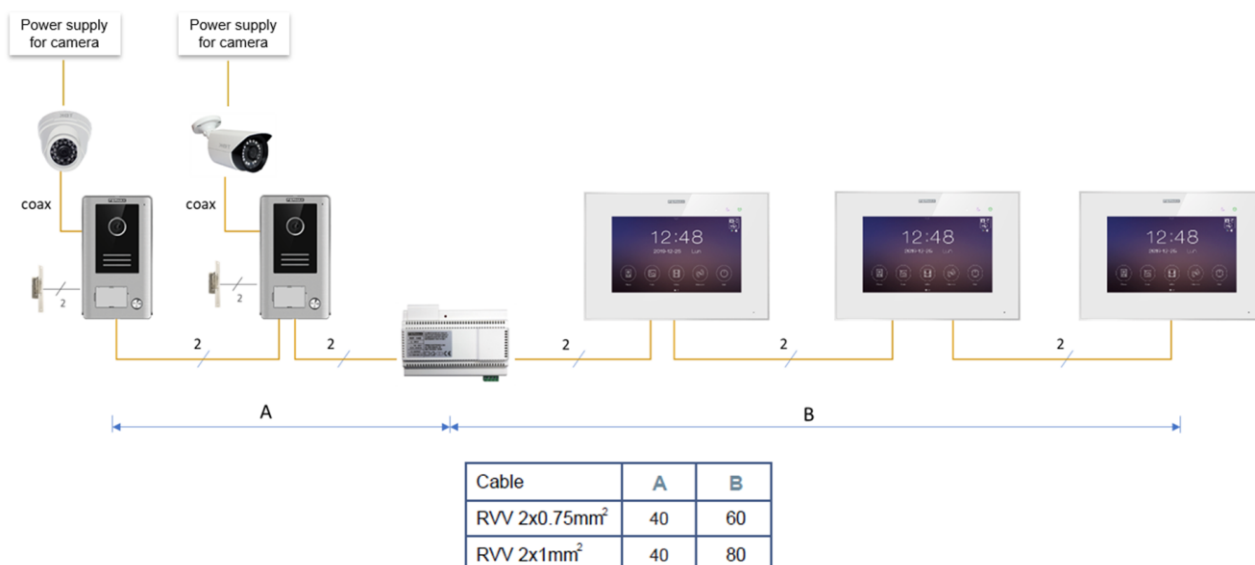 Power supply
for camera
Power supply
for camera
coax
coax
2
2
12:48
12:48
12:48
2
2
2
2
2
A
B
Cable A B
RVV 2x0.75mm² 40 60
RVV 2x1mm² 40 80